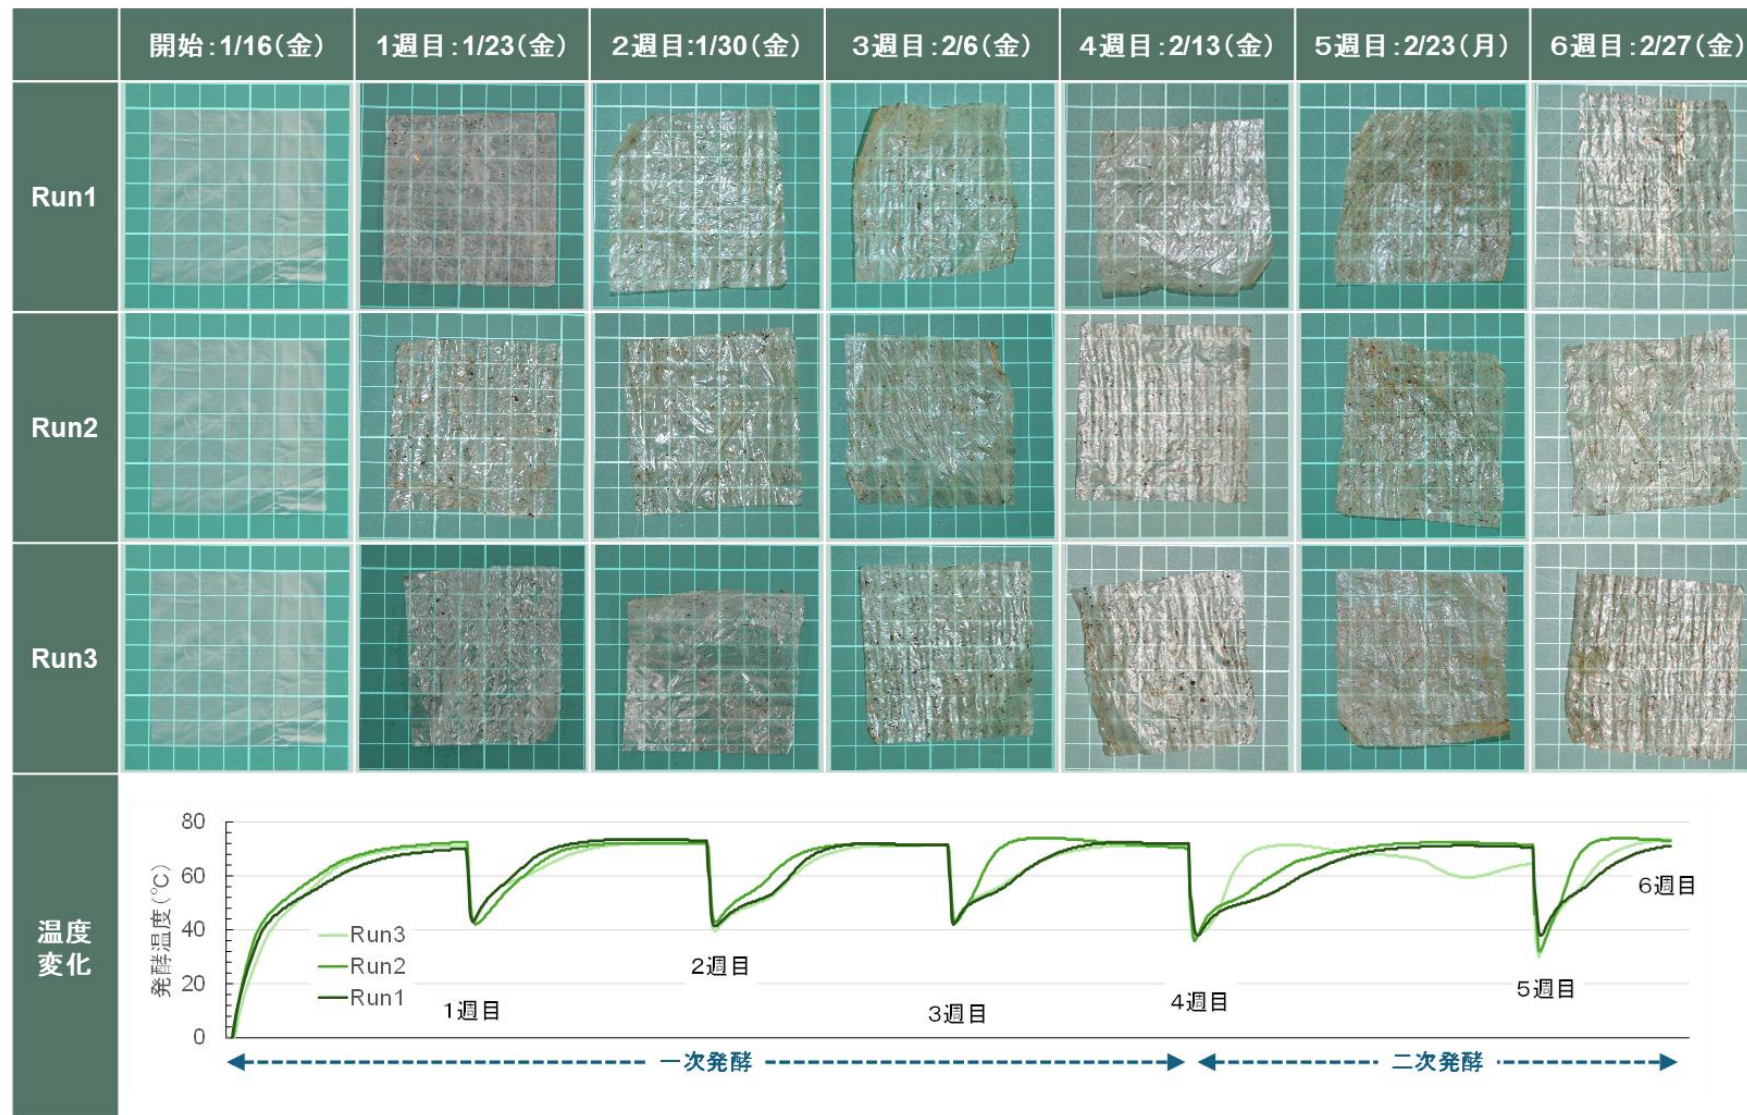 開始：1/16（金）
1週目：1/23（金）
2週目：1/30（金）
3週目：2/6（金）
4週目：2/13（金）
5週目：2/23（月）
6週目：2/27（金）
Run1
Run2
Run3
温度
変化
発酵温度(℃)
80
60
40
20
0
Run3
Run2
Run1
1週目
2週目
3週目
4週目
5週目
6週目
一次発酵
二次発酵